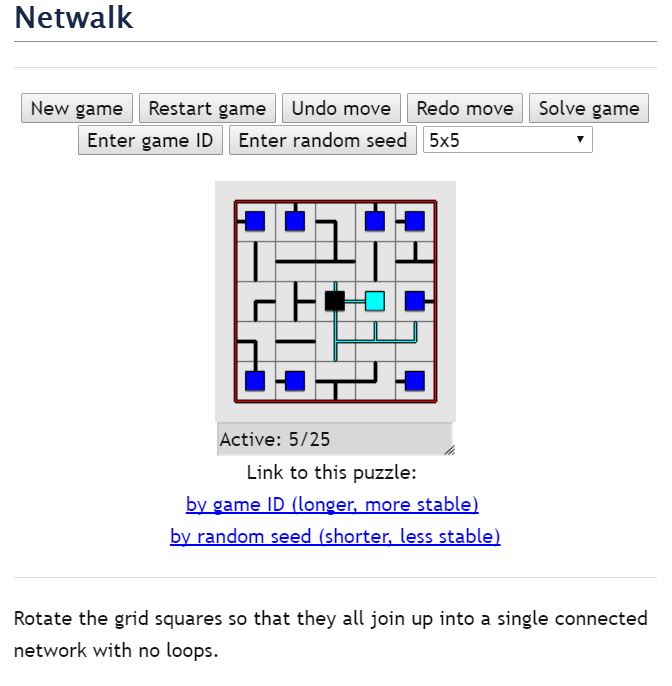 Netwalk
New game Restart game Undo move Redo move Solve game
Enter game ID Enter random seed 5x5
Active: 5/25
Link to this puzzle:
by game ID (longer, more stable)
by random seed (shorter, less stable)
Rotate the grid squares so that they all join up into a single connected
network with no loops.